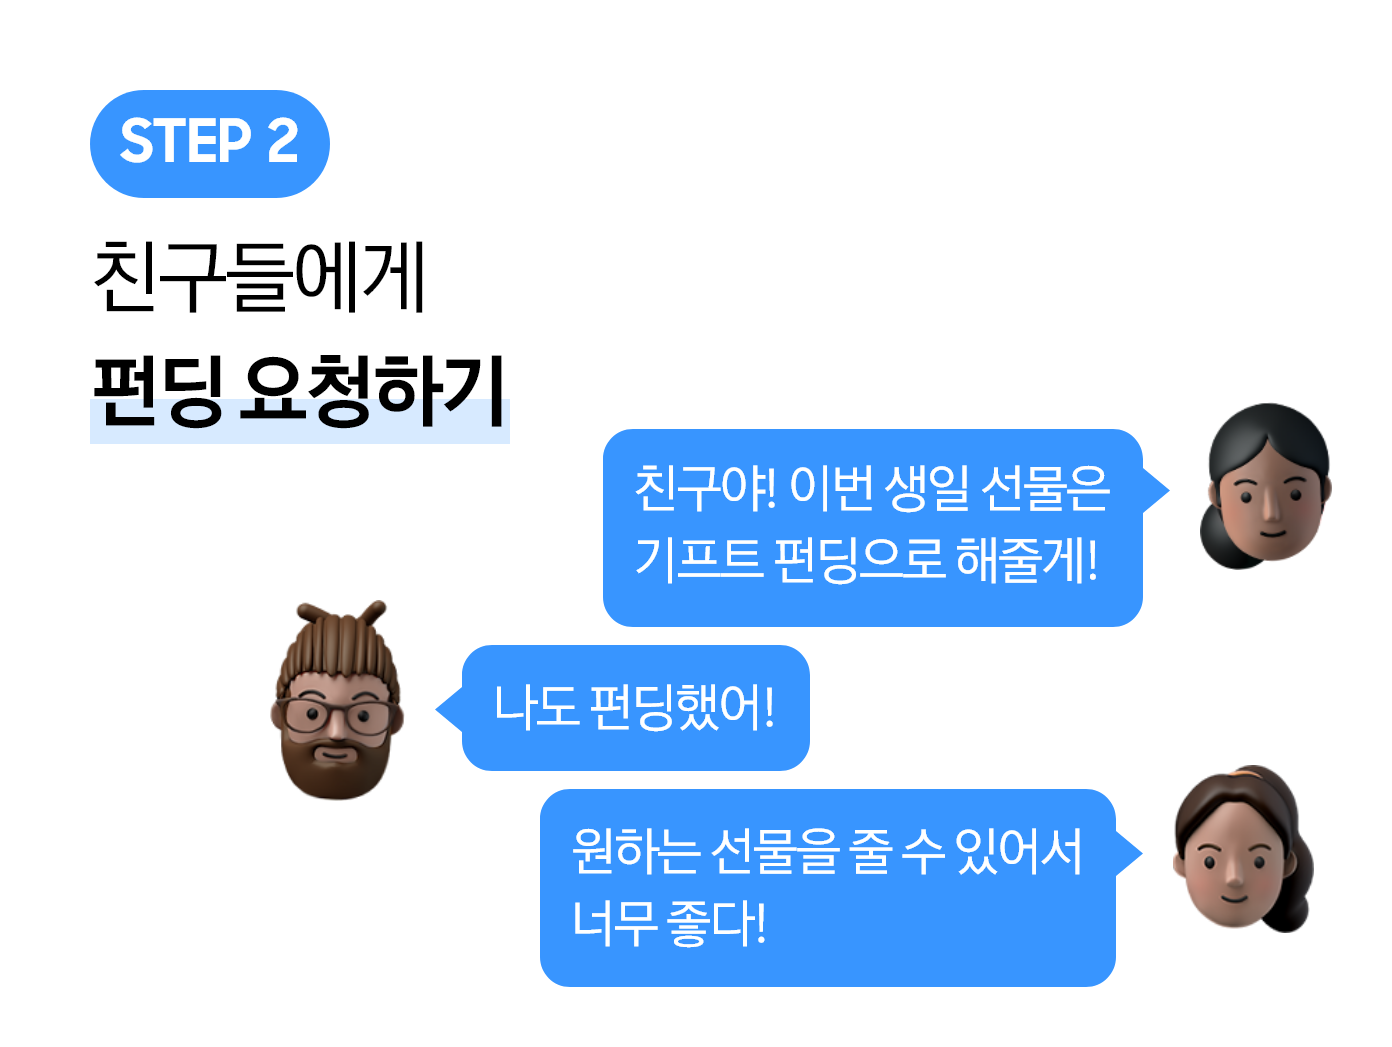 STEP 2
친구들에게
펀딩 요청하기
친구야! 이번 생일 선물은
기프트 펀딩으로 해줄게!
나도 펀딩했어!
원하는 선물을 줄 수 있어서
너무 좋다!